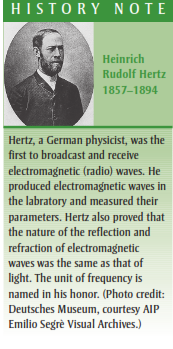 HISTORY NOTE
Heinrich
Rudolf Hertz
1857–1894
Hertz, a German physicist, was the
first to broadcast and receive
electromagnetic (radio) waves. He
produced electromagnetic waves in
the labratory and measured their
parameters. Hertz also proved that
the nature of the reflection and
refraction of electromagnetic
waves was the same as that of
light. The unit of frequency is
named in his honor. (Photo credit:
Deutsches Museum, courtesy AIP
Emilio Segrè Visual Archives.)